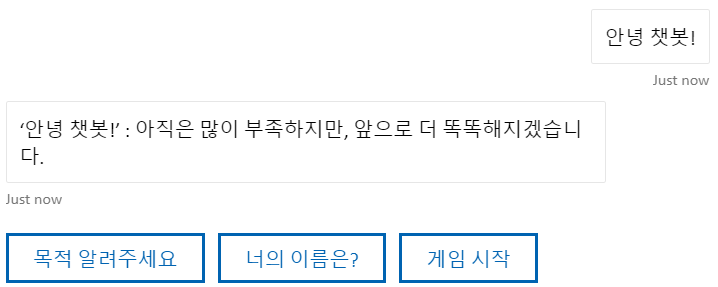 안녕 챗봇!
Just now
‘안녕 챗봇!’ : 아직은 많이 부족하지만, 앞으로 더 똑똑해지겠습니
다.
Just now
목적 알려주세요 너의 이름은? 게임 시작